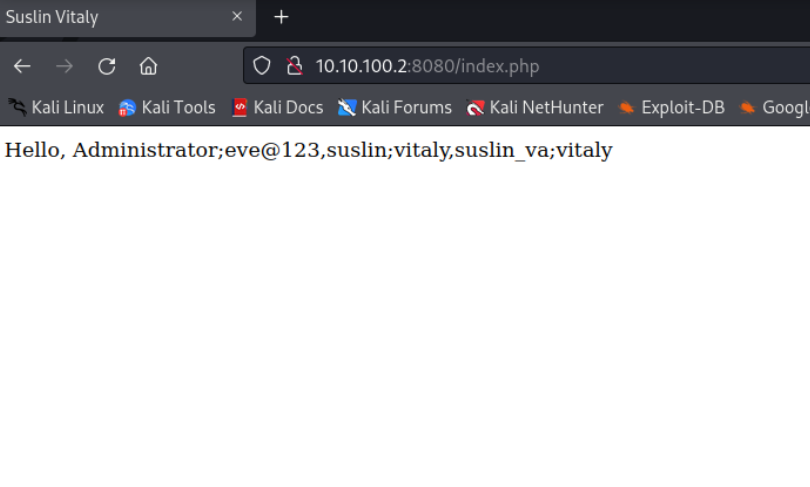 Suslin Vitaly
10.10.100.2:8080/index.php
Kali Linux Kali Tools Kali Docs Kali Forums Kali NetHunter Exploit-DB Googl
Hello, Administrator;eve@123,suslin;vitaly,suslin_va;vitaly